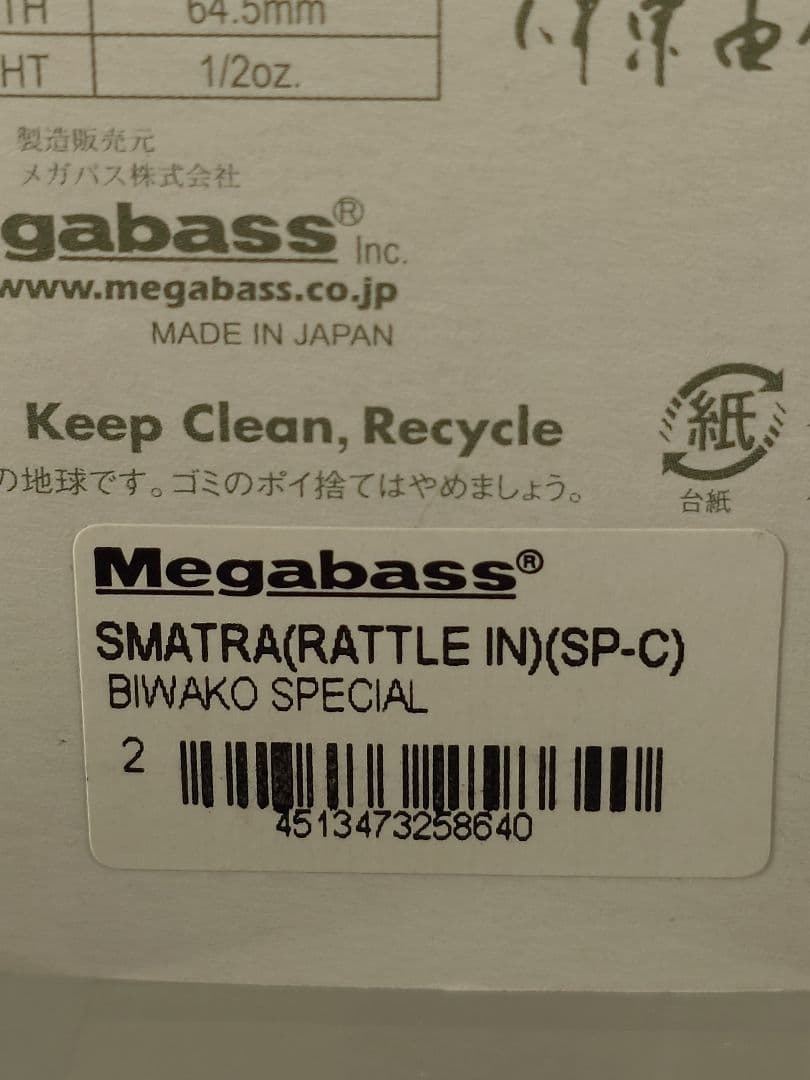 64.5mm
HT 1/2oz.
製造販売元
メガバス株式会社
gabass® Inc.
www.megabass.co.jp
MADE IN JAPAN
Keep Clean, Recycle
紙
の地球です。ゴミのポイ捨てはやめましょう。
台紙
Megabass®
SMATRA(RATTLE IN)(SP-C)
BIWAKO SPECIAL
2
4513473258640